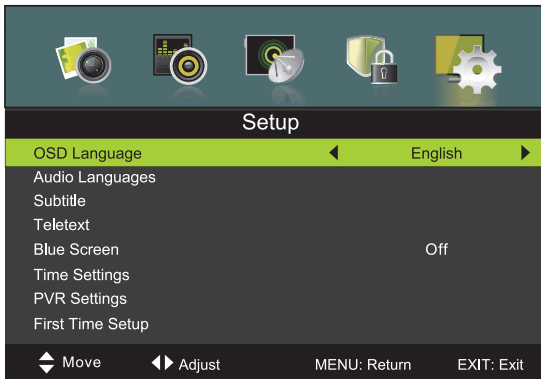 Setup
OSD Language English
Audio Languages
Subtitle
Teletext
Blue Screen Off
Time Settings
PVR Settings
First Time Setup
Move Adjust MENU: Return EXIT: Exit